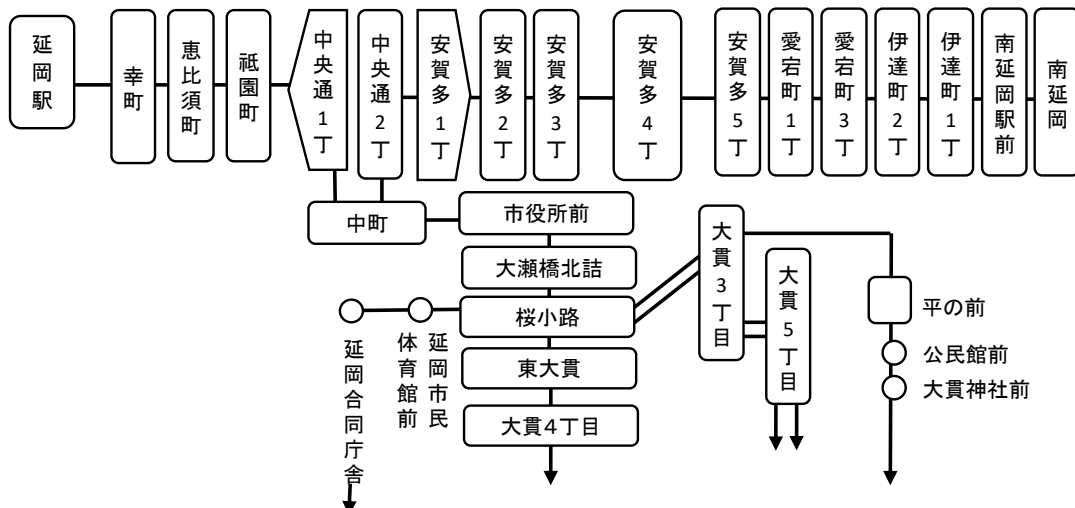 延岡駅
幸町
恵比須町
祗園町
中央通1丁
中央通2丁
安賀多1丁
安賀多2丁
安賀多3丁
安賀多4丁
安賀多5丁
愛宕町1丁
愛宕町3丁
伊達町2丁
伊達町1丁
南延岡駅前
南延岡
中町
市役所前
大瀬橋北詰
桜小路
東大貫
大貫4丁目
延岡市民
体育館前
延岡合同庁舎
大貫3丁目
大貫5丁目
平の前
公民館前
大貫神社前